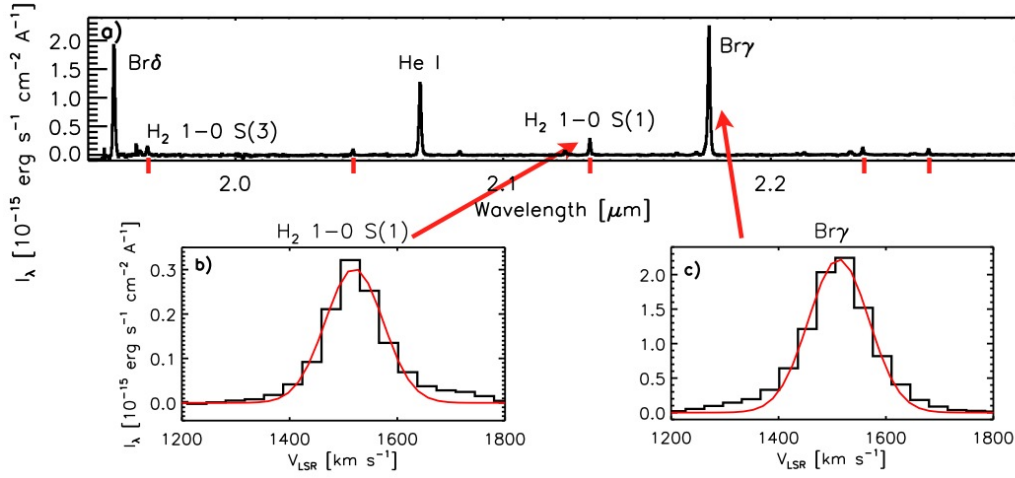 a)
I_λ [10⁻¹⁵ erg s⁻¹ cm⁻² A⁻¹]
2.0
1.5
1.0
0.5
0.0
Brδ
H₂ 1−0 S(3)
He I
H₂ 1−0 S(1)
Brγ
2.0 2.1 2.2
Wavelength [μm]
H₂ 1−0 S(1)
b)
I_λ [10⁻¹⁵ erg s⁻¹ cm⁻² A⁻¹]
0.3
0.2
0.1
0.0
1200 1400 1600 1800
V_LSR [km s⁻¹]
Brγ
c)
2.0
1.5
1.0
0.5
0.0
1200 1400 1600 1800
V_LSR [km s⁻¹]